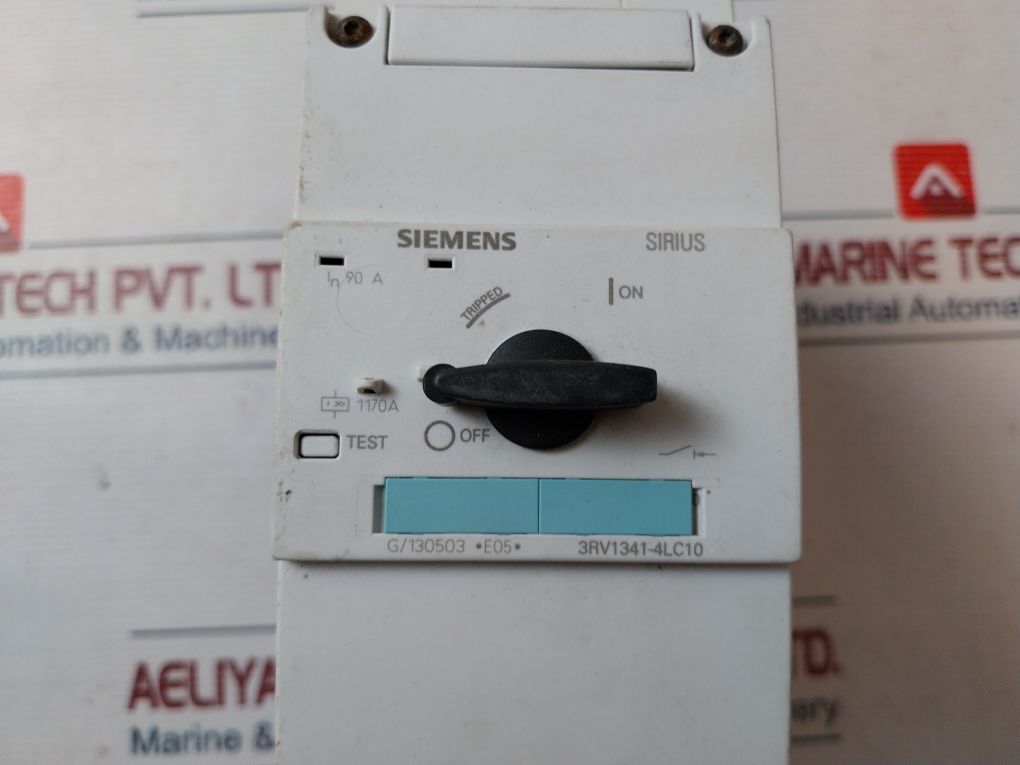 SIEMENS SIRIUS
In 90 A
TRIPPED
ON
1170A
TEST
OFF
G/130503 *E05* 3RV1341-4LC10
TECH PVT. LT
omation & Machine
MARINE TEC
dustrial Automa
AELIYA
TD.
Marine &
ery